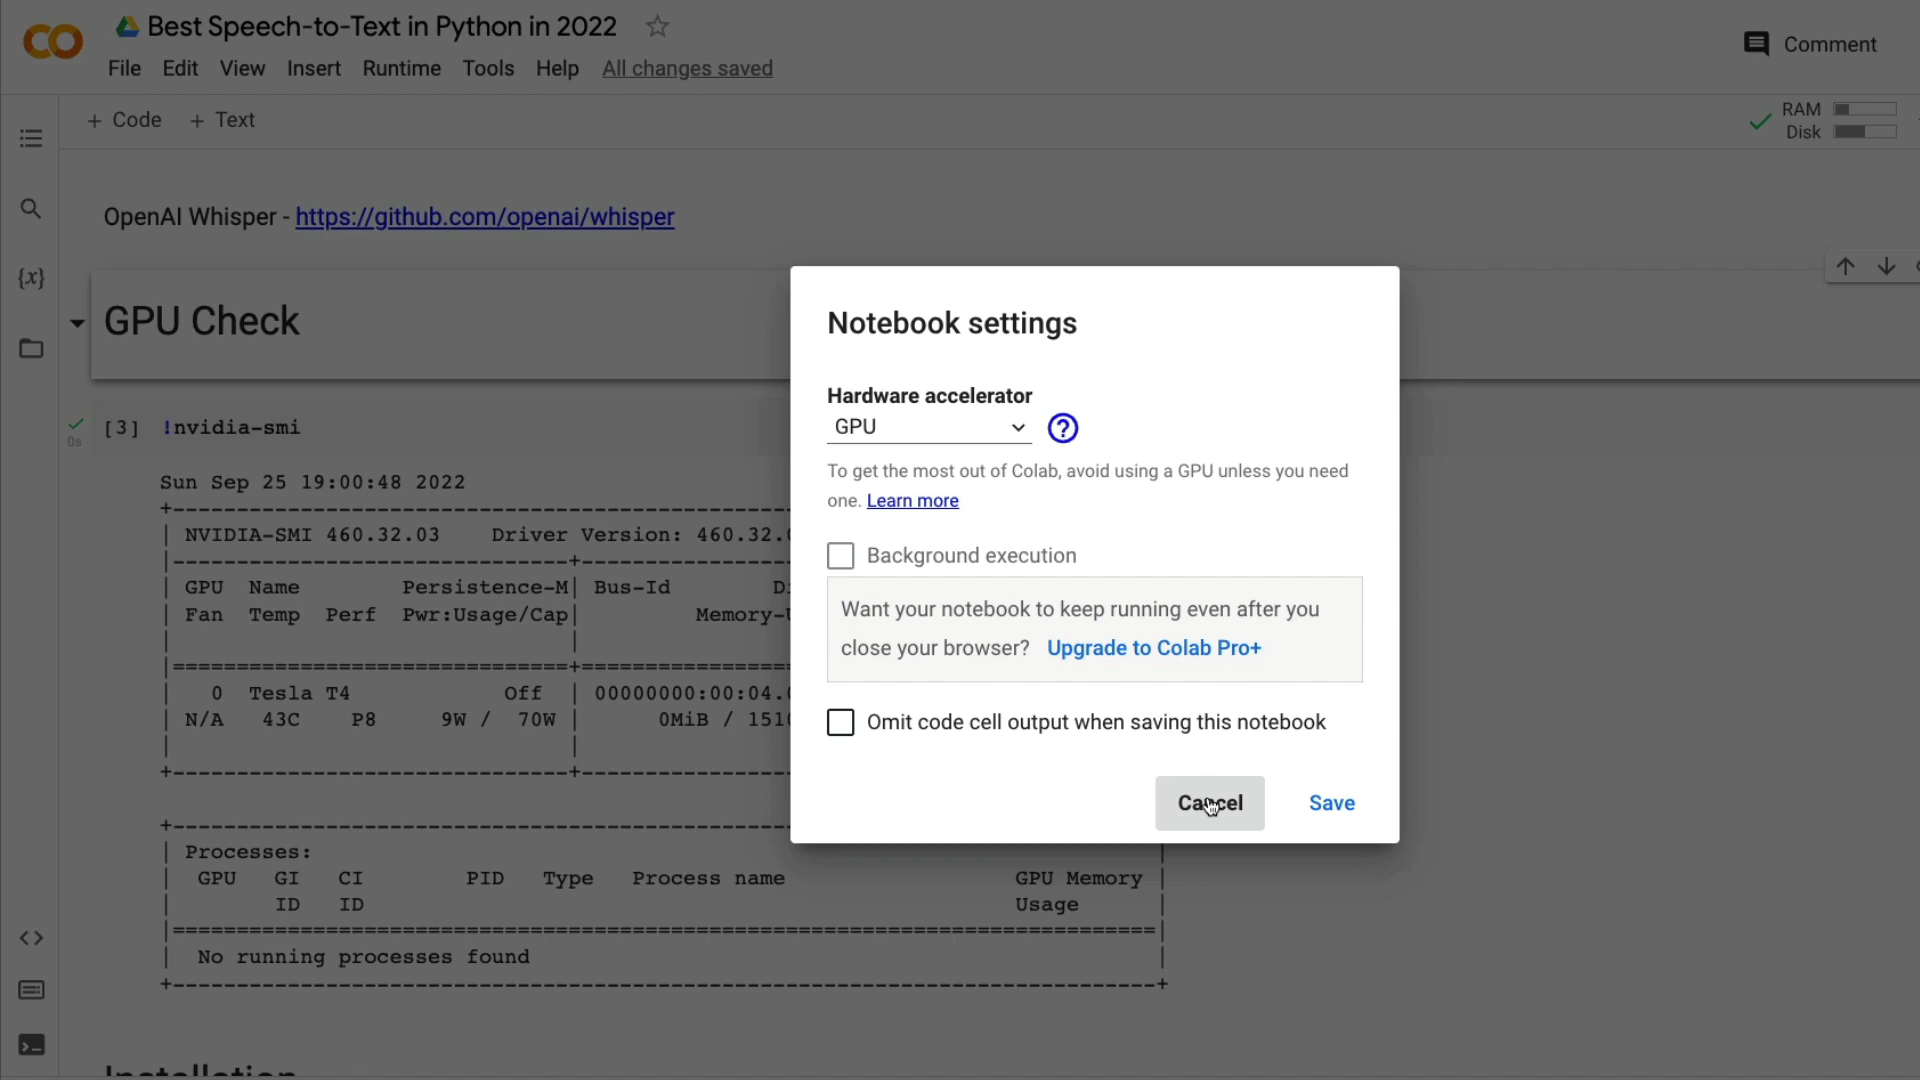 Best Speech-to-Text in Python in 2022
File Edit View Insert Runtime Tools Help All changes saved
Comment
+ Code + Text
RAM
Disk
OpenAI Whisper - https://github.com/openai/whisper
{x}
GPU Check
0s
[3] !nvidia-smi
Sun Sep 25 19:00:48 2022
NVIDIA-SMI 460.32.03 Driver Version: 460.32.
GPU Name Persistence-M| Bus-Id
Fan Temp Perf Pwr:Usage/Cap| Memory-
0 Tesla T4 Off | 00000000:00:04.
N/A 43C P8 9W / 70W | 0MiB / 151
Processes:
GPU GI CI PID Type Process name GPU Memory
ID ID Usage
No running processes found
Installation
Notebook settings
Hardware accelerator
GPU
?
To get the most out of Colab, avoid using a GPU unless you need
one. Learn more
Background execution
Want your notebook to keep running even after you
close your browser? Upgrade to Colab Pro+
Omit code cell output when saving this notebook
Cancel Save